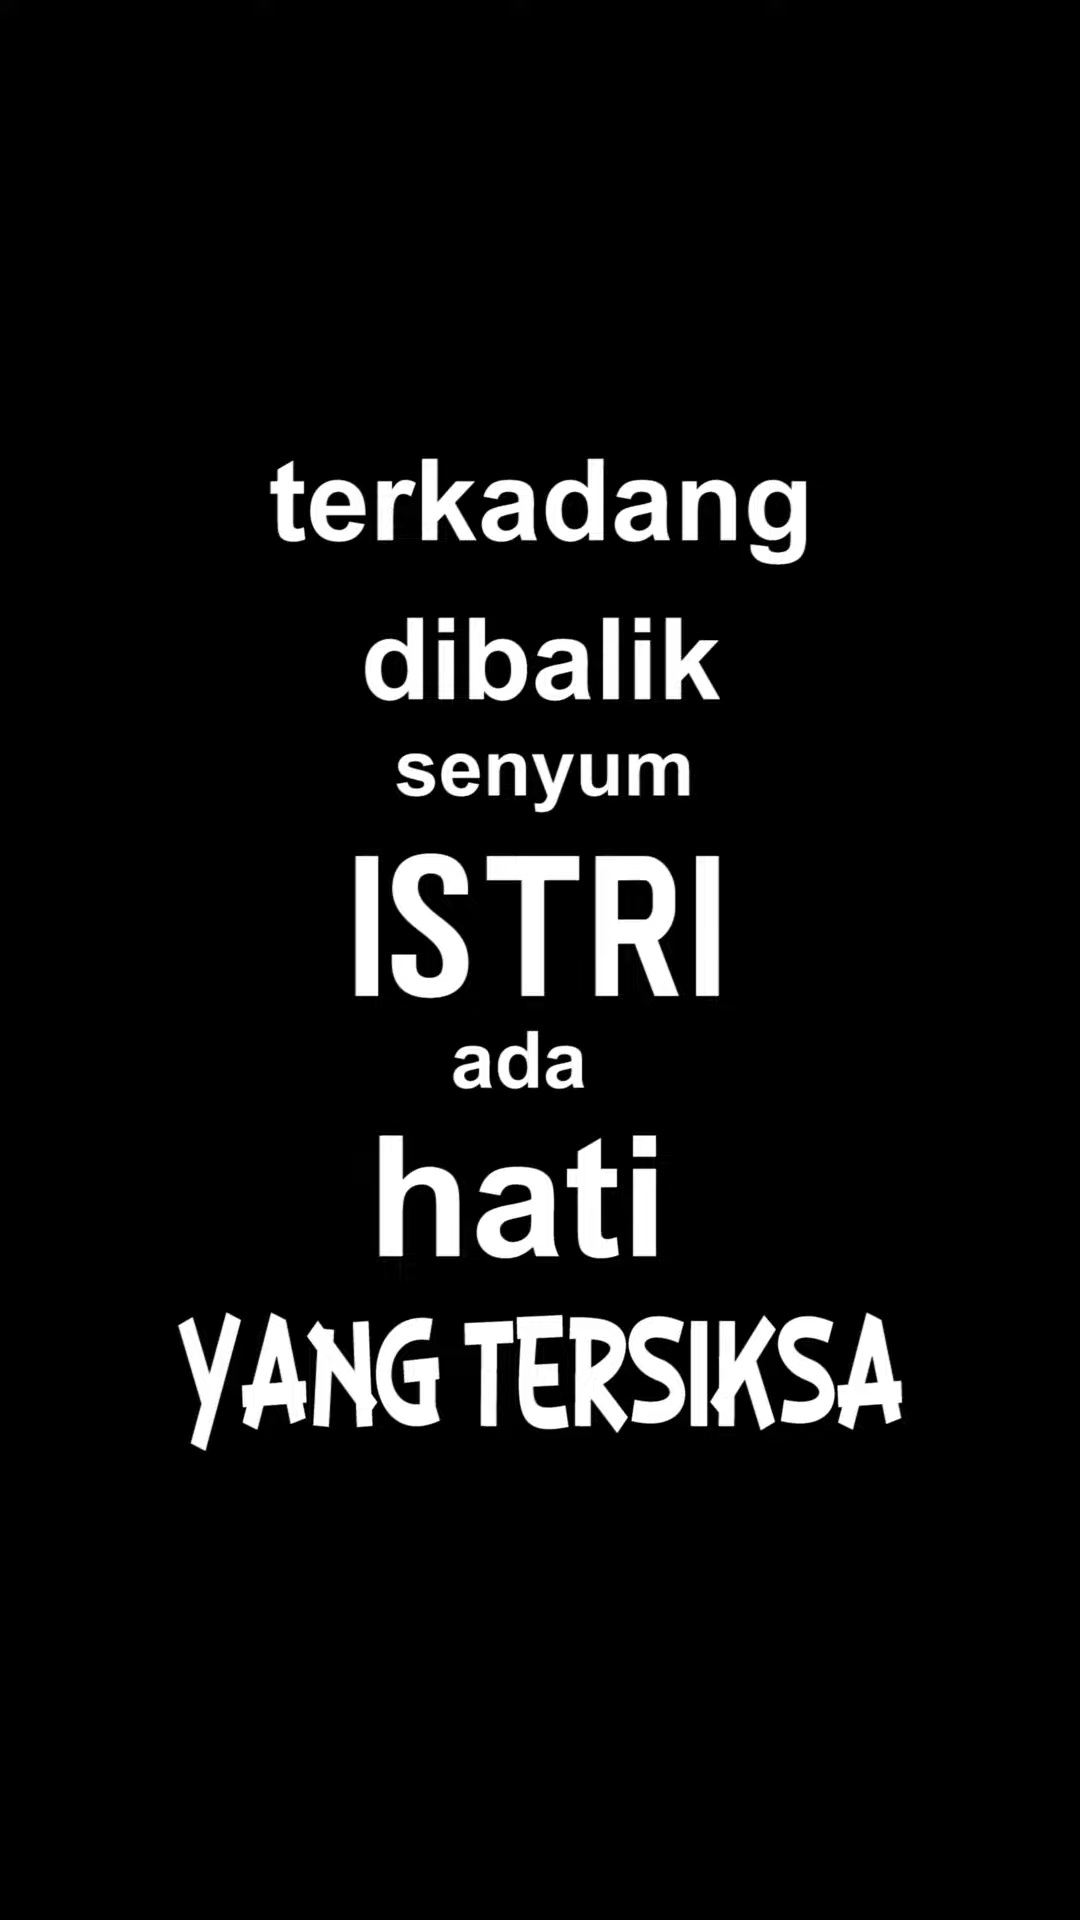 terkadang
dibalik
senyum
ISTRI
ada
hati
YANG TERSIKSA